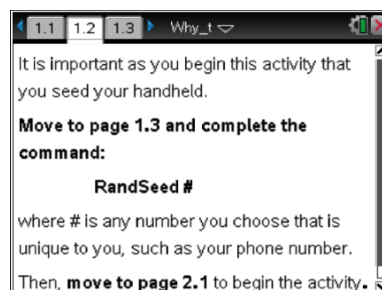 1.1 1.2 1.3 Why_t
It is important as you begin this activity that
you seed your handheld.
Move to page 1.3 and complete the
command:
RandSeed #
where # is any number you choose that is
unique to you, such as your phone number.
Then, move to page 2.1 to begin the activity.